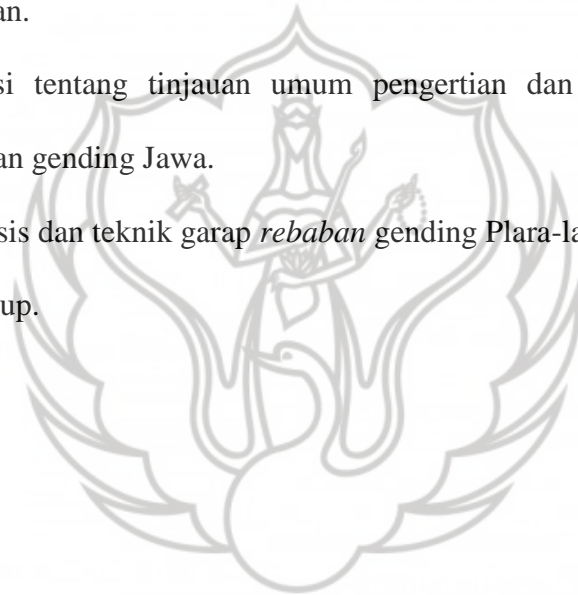 an.
si tentang tinjauan umum pengertian dan
an gending Jawa.
sis dan teknik garap rebaban gending Plara-la
up.